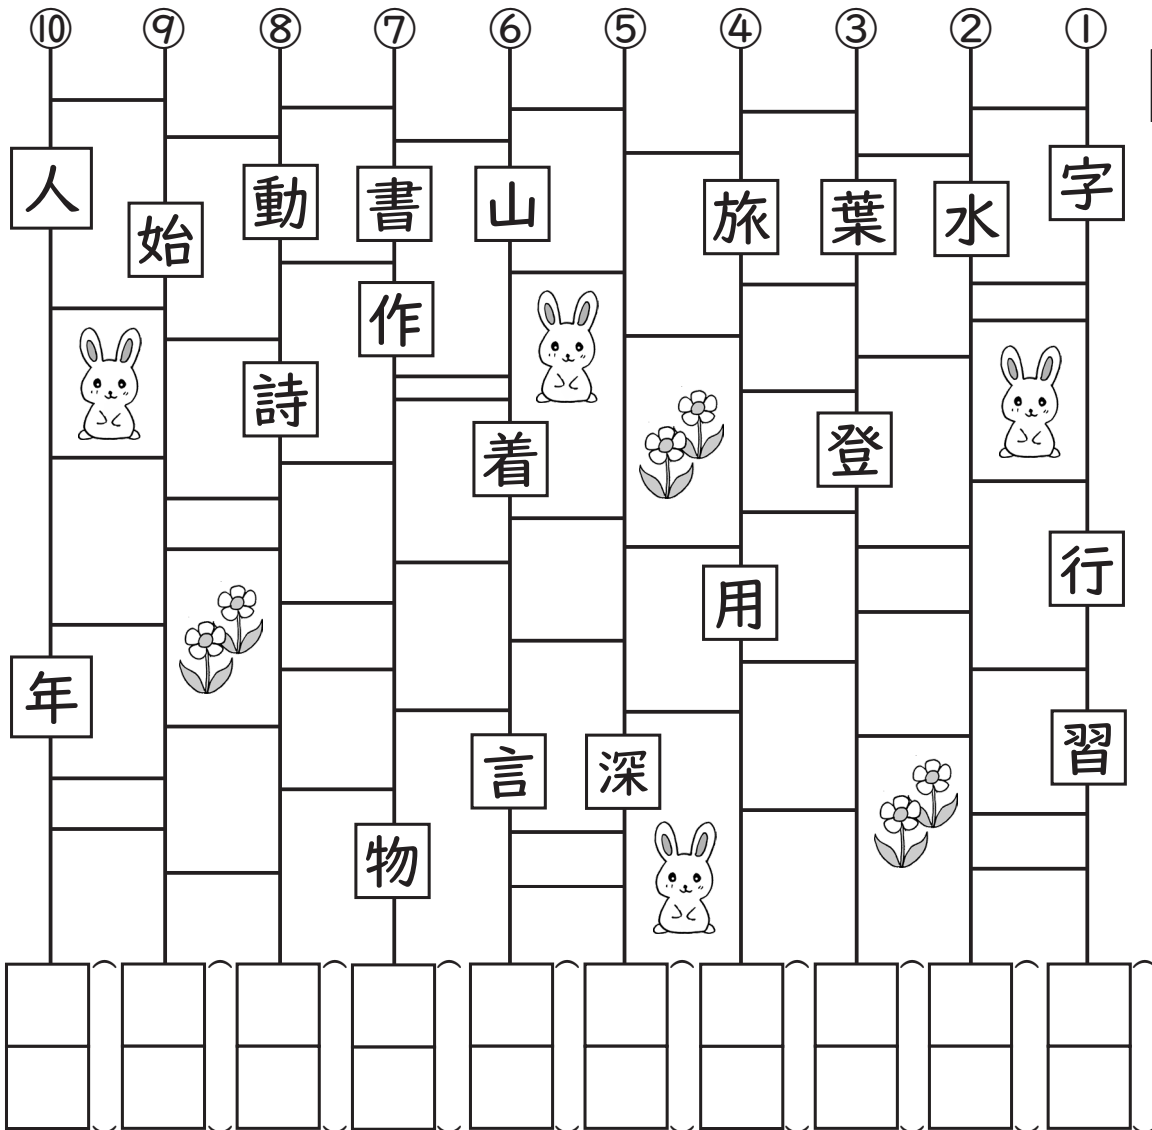 ⑩ ⑨ ⑧ ⑦ ⑥ ⑤ ④ ③ ② ①
人 始 動 書 山 旅 葉 水 字
作
詩 着 登
用 行
年 言 深 習
物